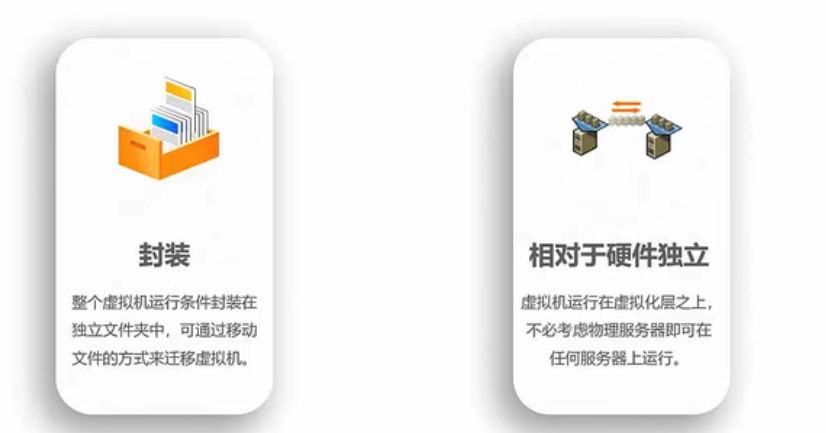 封装
整个虚拟机运行条件封装在
独立文件夹中，可通过移动
文件的方式来迁移虚拟机。
相对于硬件独立
虚拟机运行在虚拟化层之上，
不必考虑物理服务器即可在
任何服务器上运行。